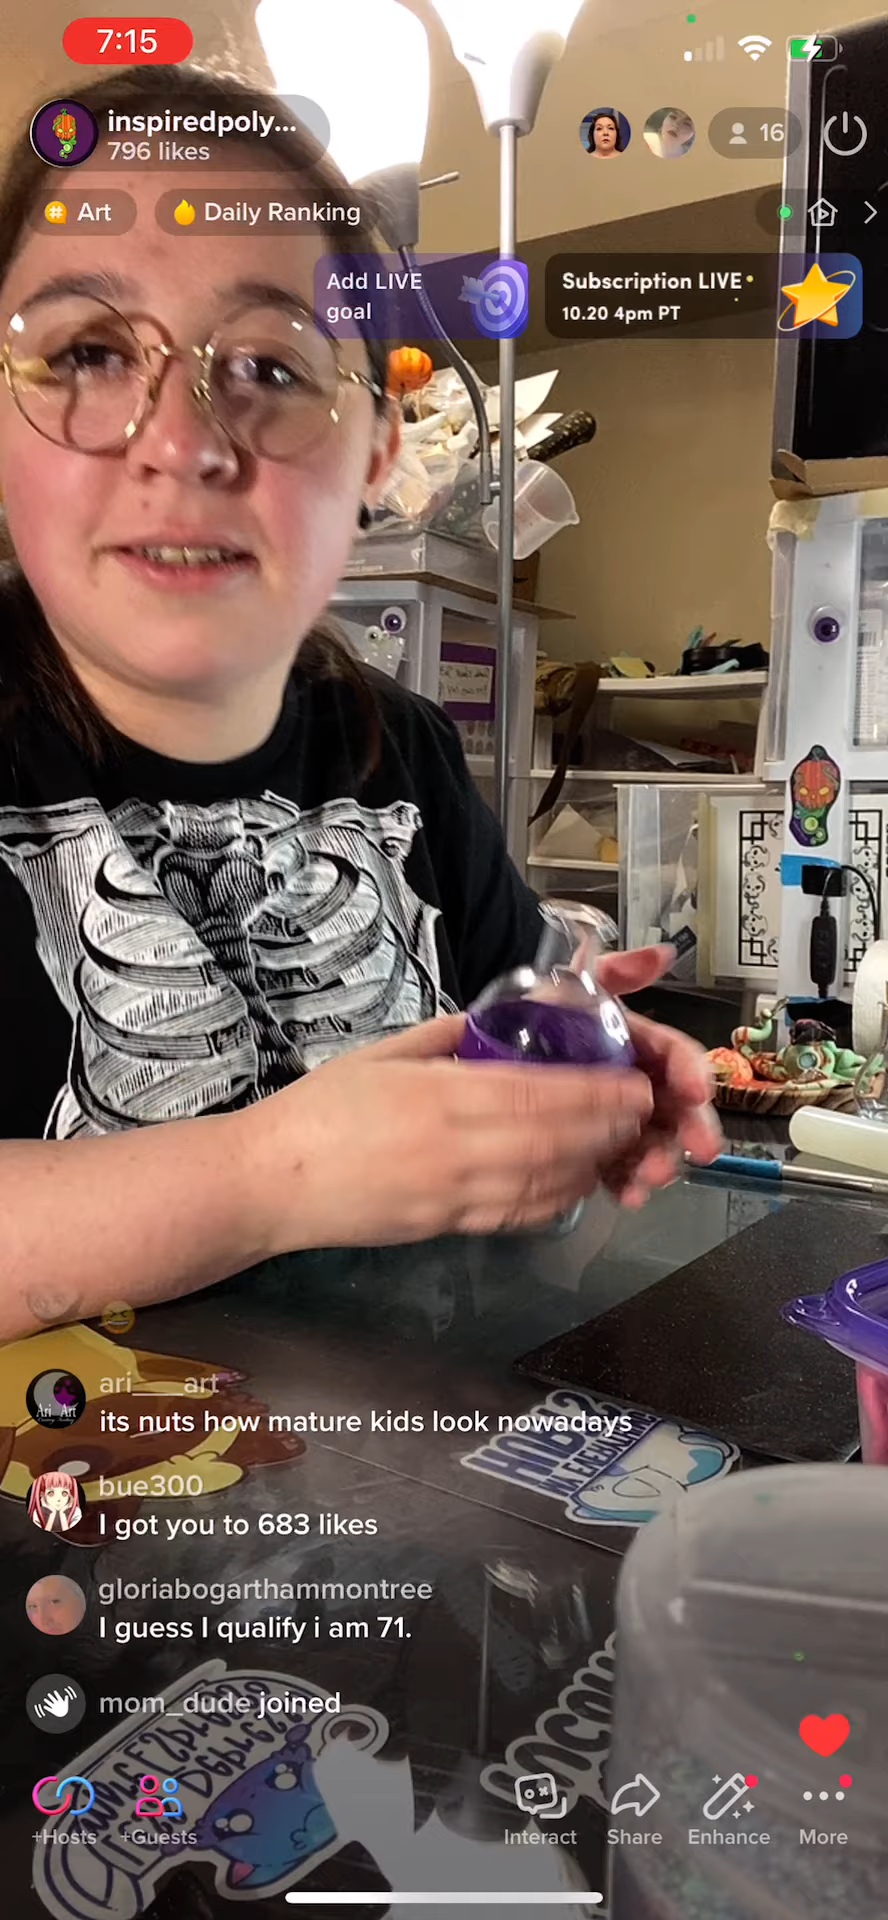 7:15
inspiredpoly...
796 likes
16
Art
Daily Ranking
Add LIVE
goal
Subscription LIVE
10.20 4pm PT
ari___art
its nuts how mature kids look nowadays
bue300
I got you to 683 likes
gloriabogarthammontree
I guess I qualify i am 71.
mom_dude joined
+Hosts
+Guests
Interact
Share
Enhance
More